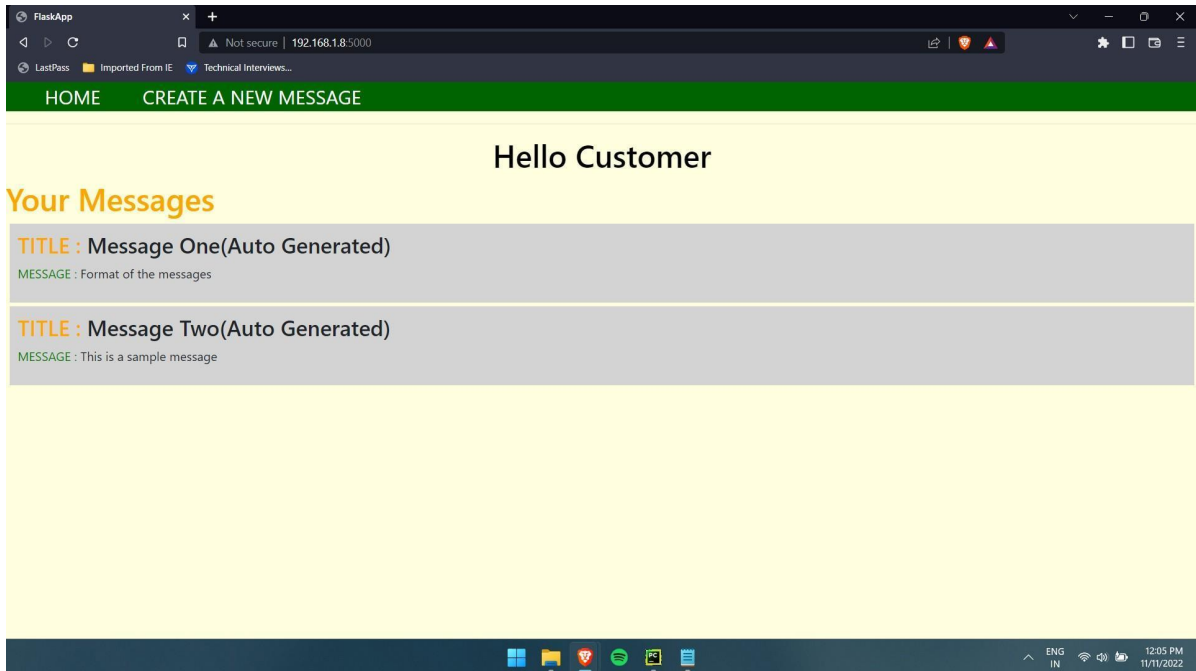 FlaskApp
Not secure | 192.168.1.8:5000
LastPass Imported From IE Technical Interviews...
HOME CREATE A NEW MESSAGE
Hello Customer
Your Messages
TITLE : Message One(Auto Generated)
MESSAGE : Format of the messages
TITLE : Message Two(Auto Generated)
MESSAGE : This is a sample message
PC
ENG
IN
12:05 PM
11/11/2022